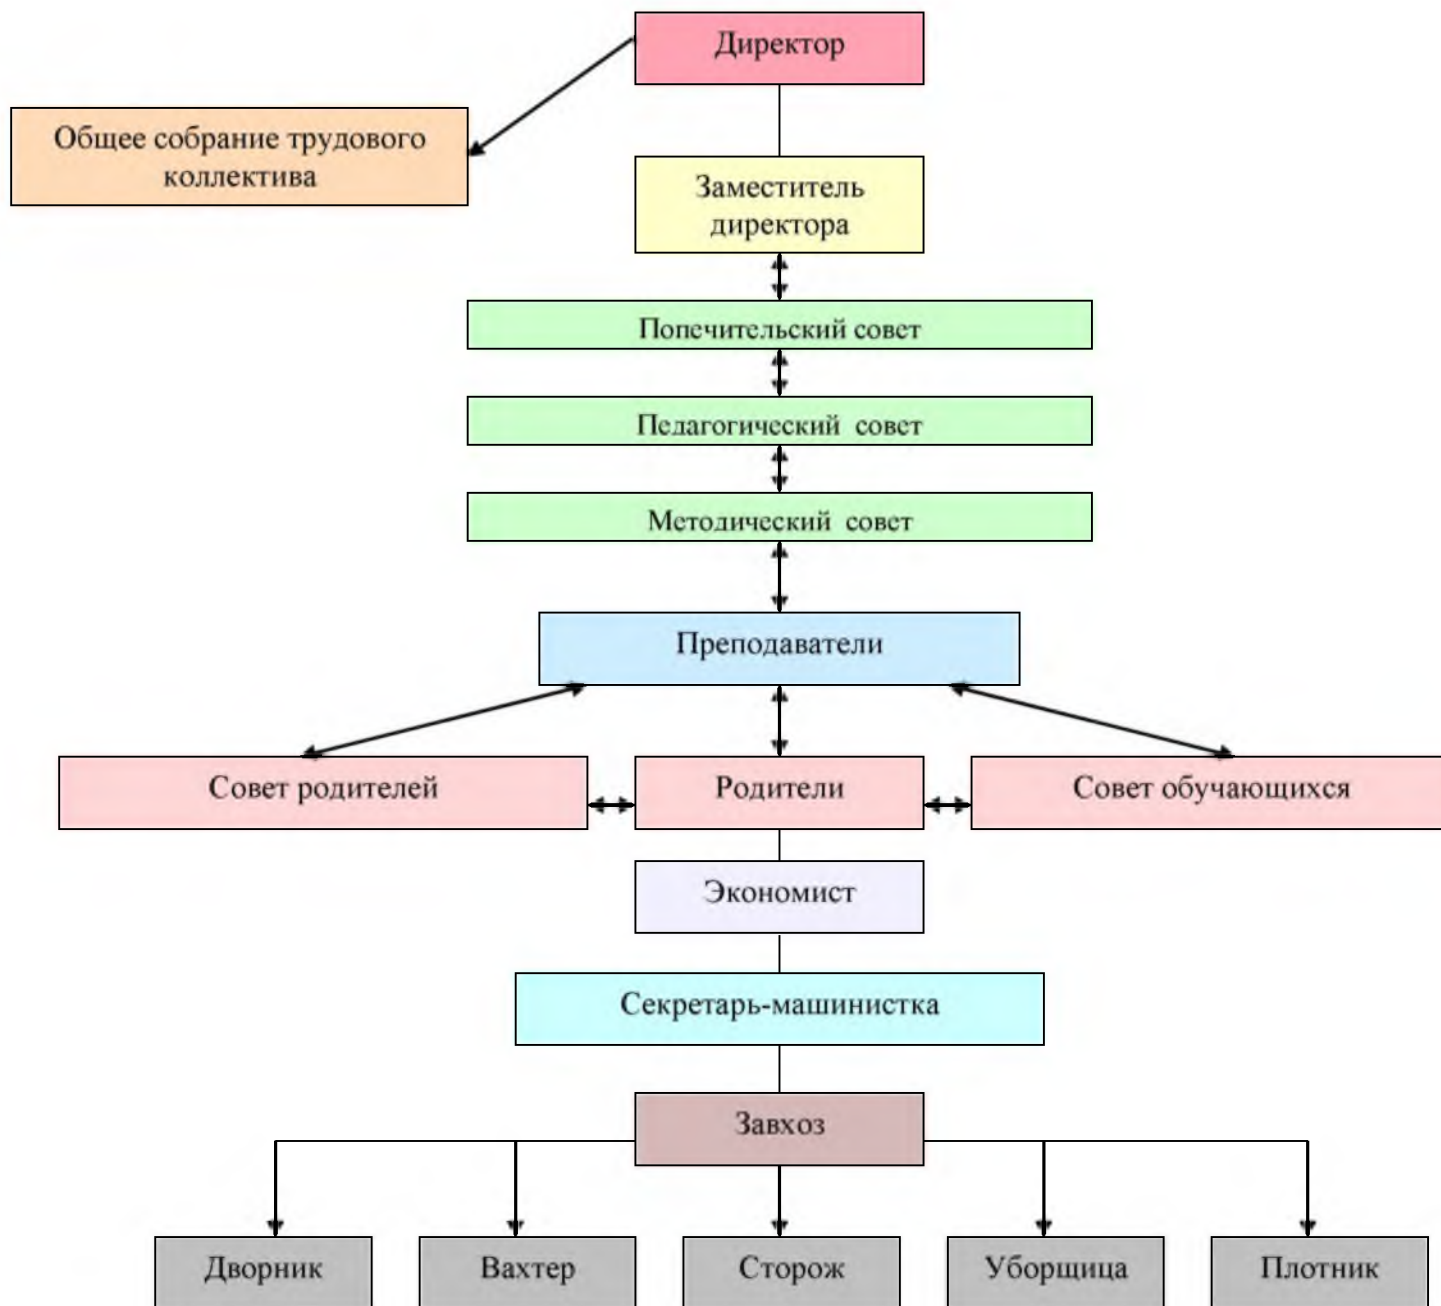 Директор
Общее собрание трудового
коллектива
Заместитель
директора
Попечительский совет
Педагогический совет
Методический совет
Преподаватели
Совет родителей
Родители
Совет обучающихся
Экономист
Секретарь-машинистка
Завхоз
Дворник
Вахтер
Сторож
Уборщица
Плотник